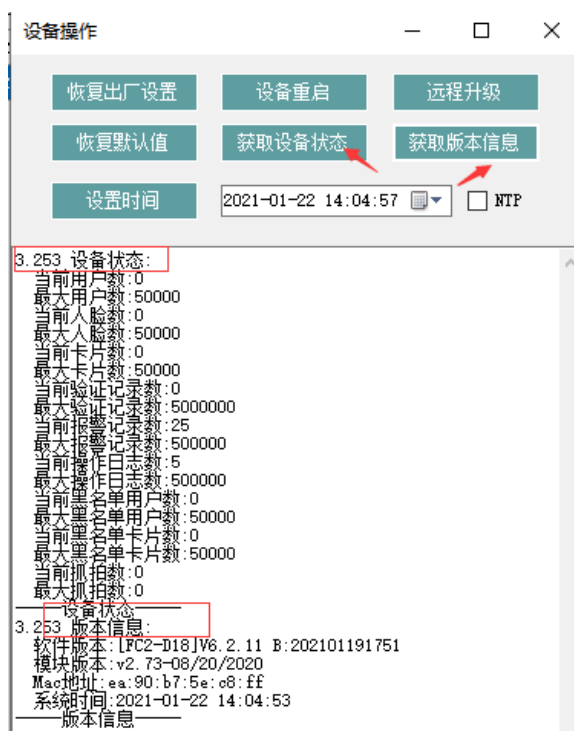 设备操作
恢复出厂设置 设备重启 远程升级
恢复默认值 获取设备状态 获取版本信息
设置时间 2021-01-22 14:04:57 NTP
3.253 设备状态:
当前用户数:0
最大用户数:50000
当前人脸数:0
最大人脸数:50000
当前卡片数:0
最大卡片数:50000
当前验证记录数:0
最大验证记录数:5000000
当前报警记录数:25
最大报警记录数:500000
当前操作日志数:5
最大操作日志数:500000
当前黑名单用户数:0
最大黑名单用户数:50000
当前黑名单卡片数:0
最大黑名单卡片数:50000
当前抓拍数:0
最大抓拍数:0
——设备状态——
3.253 版本信息:
软件版本:[FC2-D18]V6.2.11 B:202101191751
模块版本:v2.73-08/20/2020
Mac地址:ea:90:b7:5e:c8:ff
系统时间:2021-01-22 14:04:53
——版本信息——